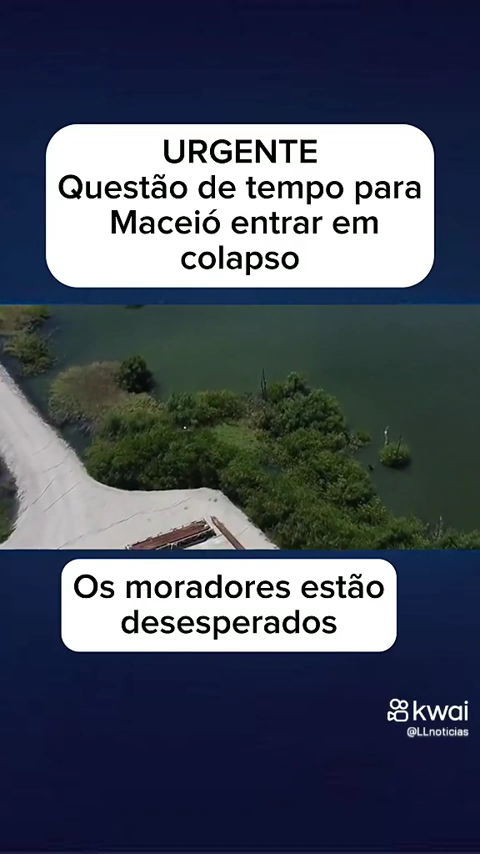 URGENTE
Questão de tempo para
Maceió entrar em
colapso
Os moradores estão
desesperados
kwai
@LLnoticias